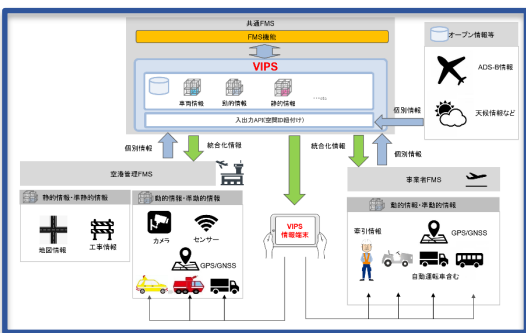 共通FMS
FMS機能
VIPS
車両情報
動的情報
静的情報
…etc
入出力API(空間ID紐付け)
オープン情報等
ADS-B情報
天候情報など
個別情報
個別情報
統合化情報
統合化情報
個別情報
空港管理FMS
事業者FMS
静的情報・準静的情報
地図情報
工事情報
動的情報・準動的情報
カメラ
センサー
GPS/GNSS
VIPS
情報端末
動的情報・準動的情報
牽引情報
GPS/GNSS
自動運転車含む